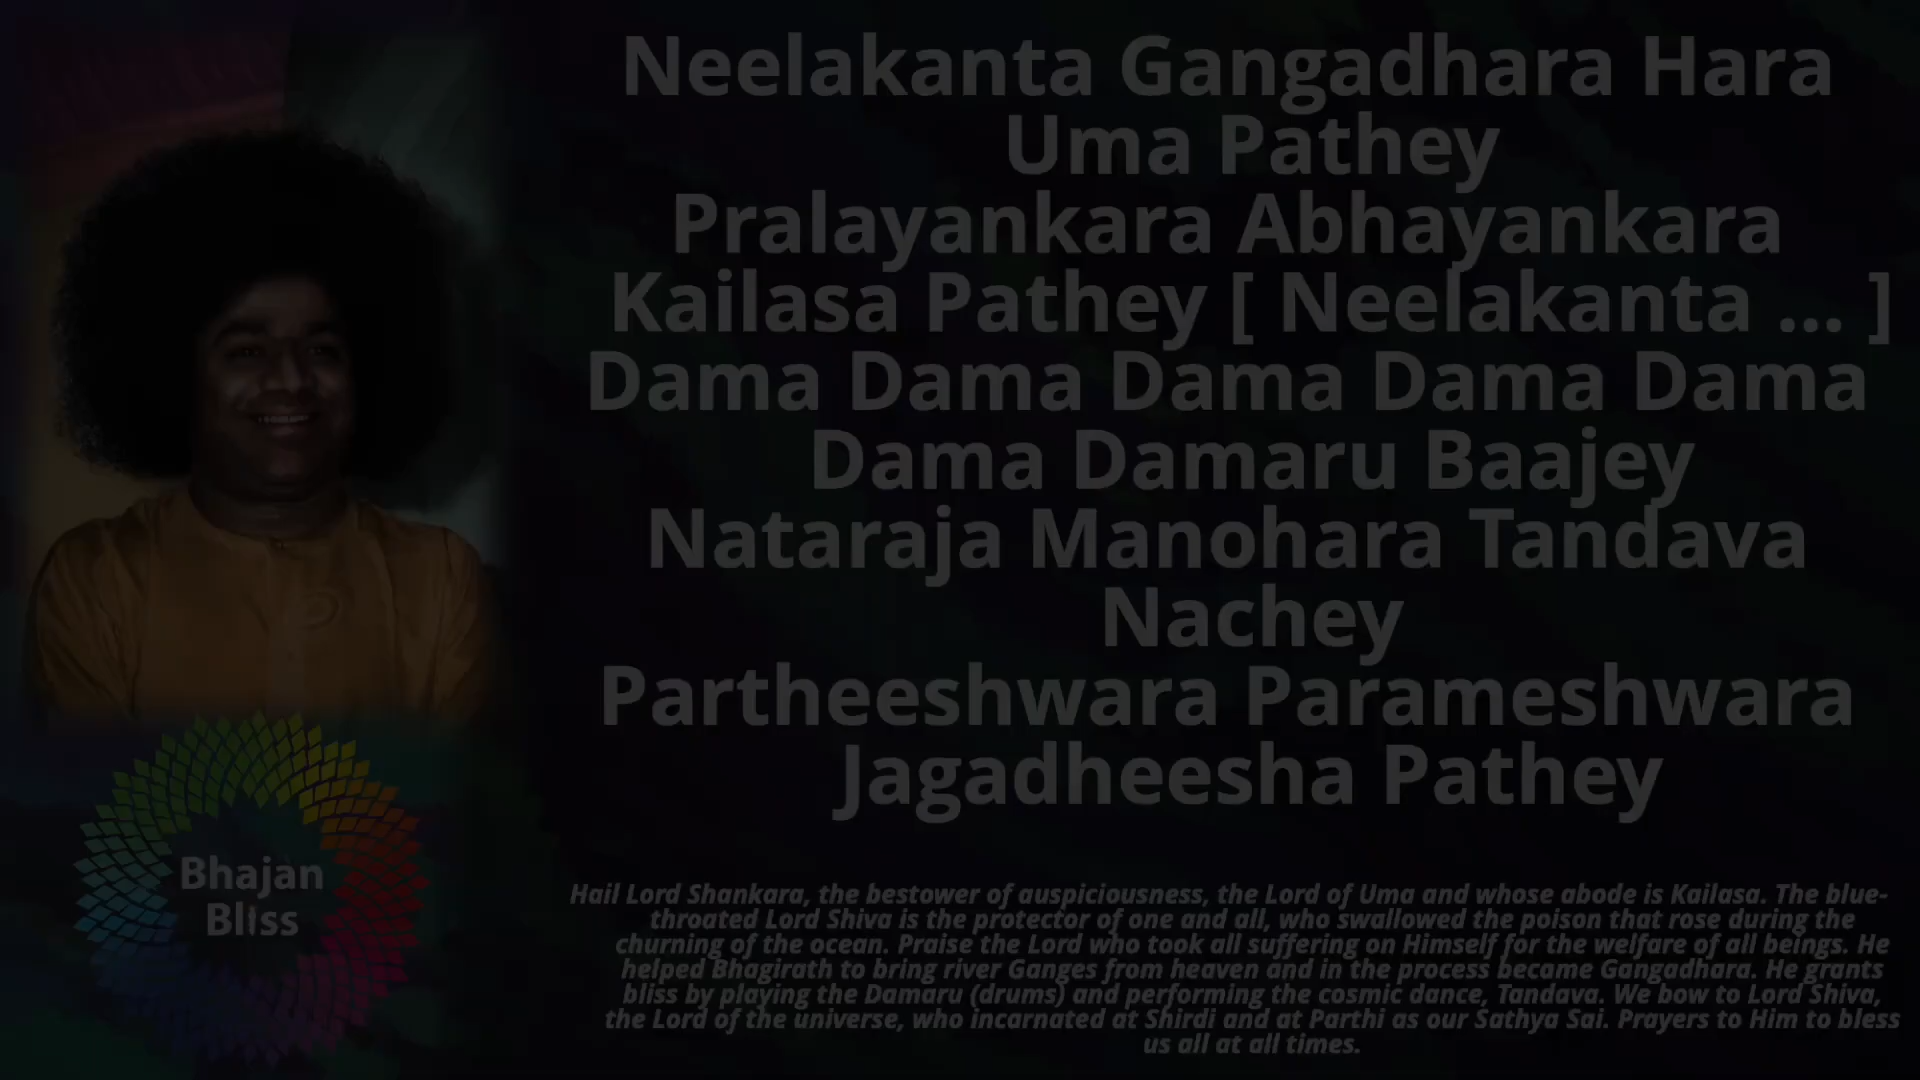 Neelakanta Gangadhara Hara
Uma Pathey
Pralayankara Abhayankara
Kailasa Pathey [ Neelakanta ... ]
Dama Dama Dama Dama Dama
Dama Damaru Baajey
Nataraja Manohara Tandava
Nachey
Partheeshwara Parameshwara
Jagadheesha Pathey
Hail Lord Shankara, the bestower of auspiciousness, the Lord of Uma and whose abode is Kailasa. The blue-
throated Lord Shiva is the protector of one and all, who swallowed the poison that rose during the
churning of the ocean. Praise the Lord who took all suffering on Himself for the welfare of all beings. He
helped Bhagirath to bring river Ganges from heaven and in the process became Gangadhara. He grants
bliss by playing the Damaru (drums) and performing the cosmic dance, Tandava. We bow to Lord Shiva,
the Lord of the universe, who incarnated at Shirdi and at Parthi as our Sathya Sai. Prayers to Him to bless
us all at all times.
Bhajan
Bliss